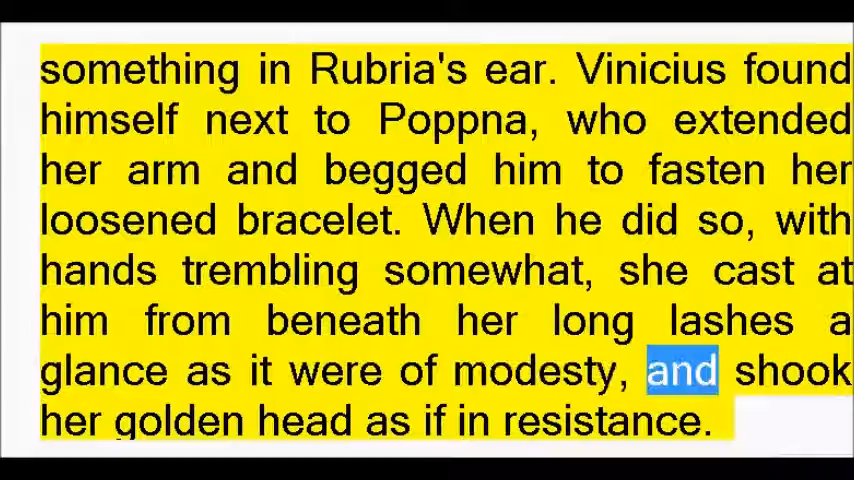 something in Rubria's ear. Vinicius found
himself next to Poppna, who extended
her arm and begged him to fasten her
loosened bracelet. When he did so, with
hands trembling somewhat, she cast at
him from beneath her long lashes a
glance as it were of modesty, and shook
her golden head as if in resistance.